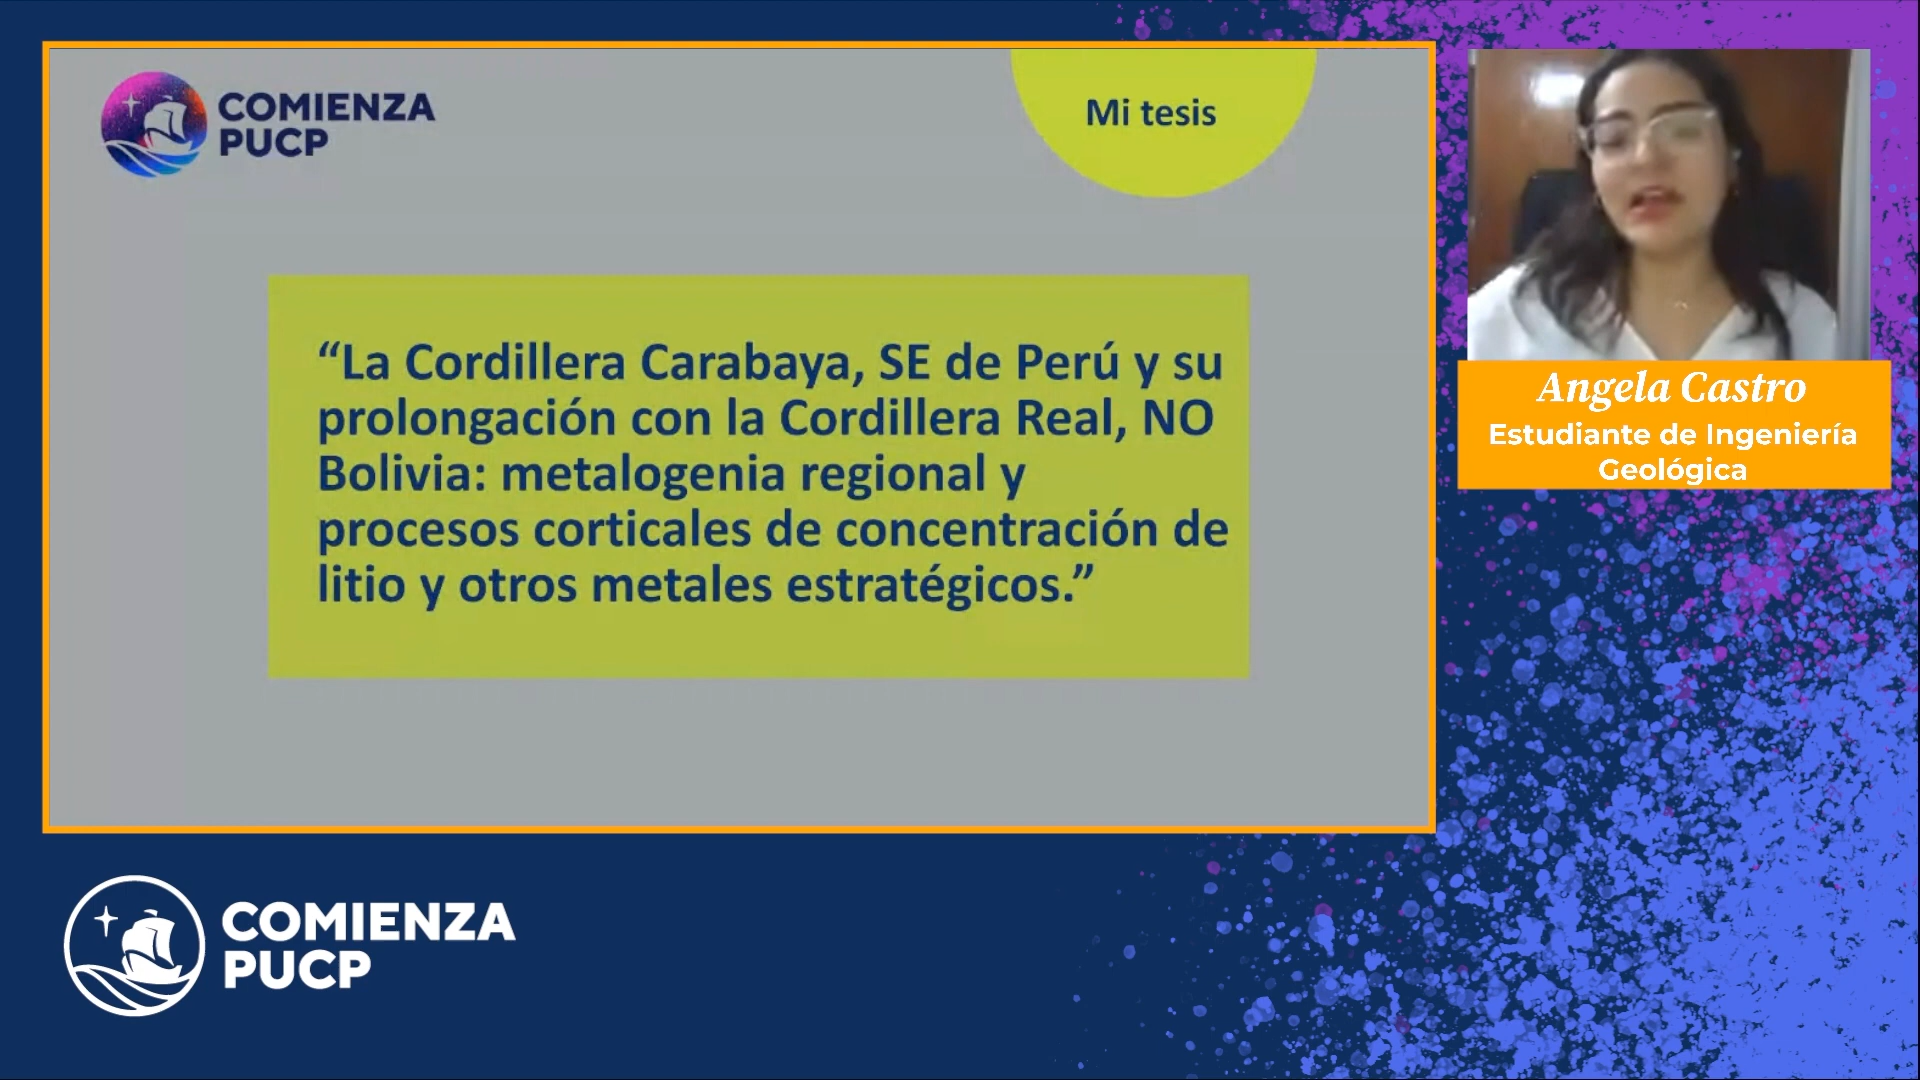 COMIENZA
PUCP
Mi tesis
“La Cordillera Carabaya, SE de Perú y su
prolongación con la Cordillera Real, NO
Bolivia: metalogenia regional y
procesos corticales de concentración de
litio y otros metales estratégicos.”
Angela Castro
Estudiante de Ingeniería
Geológica
COMIENZA
PUCP